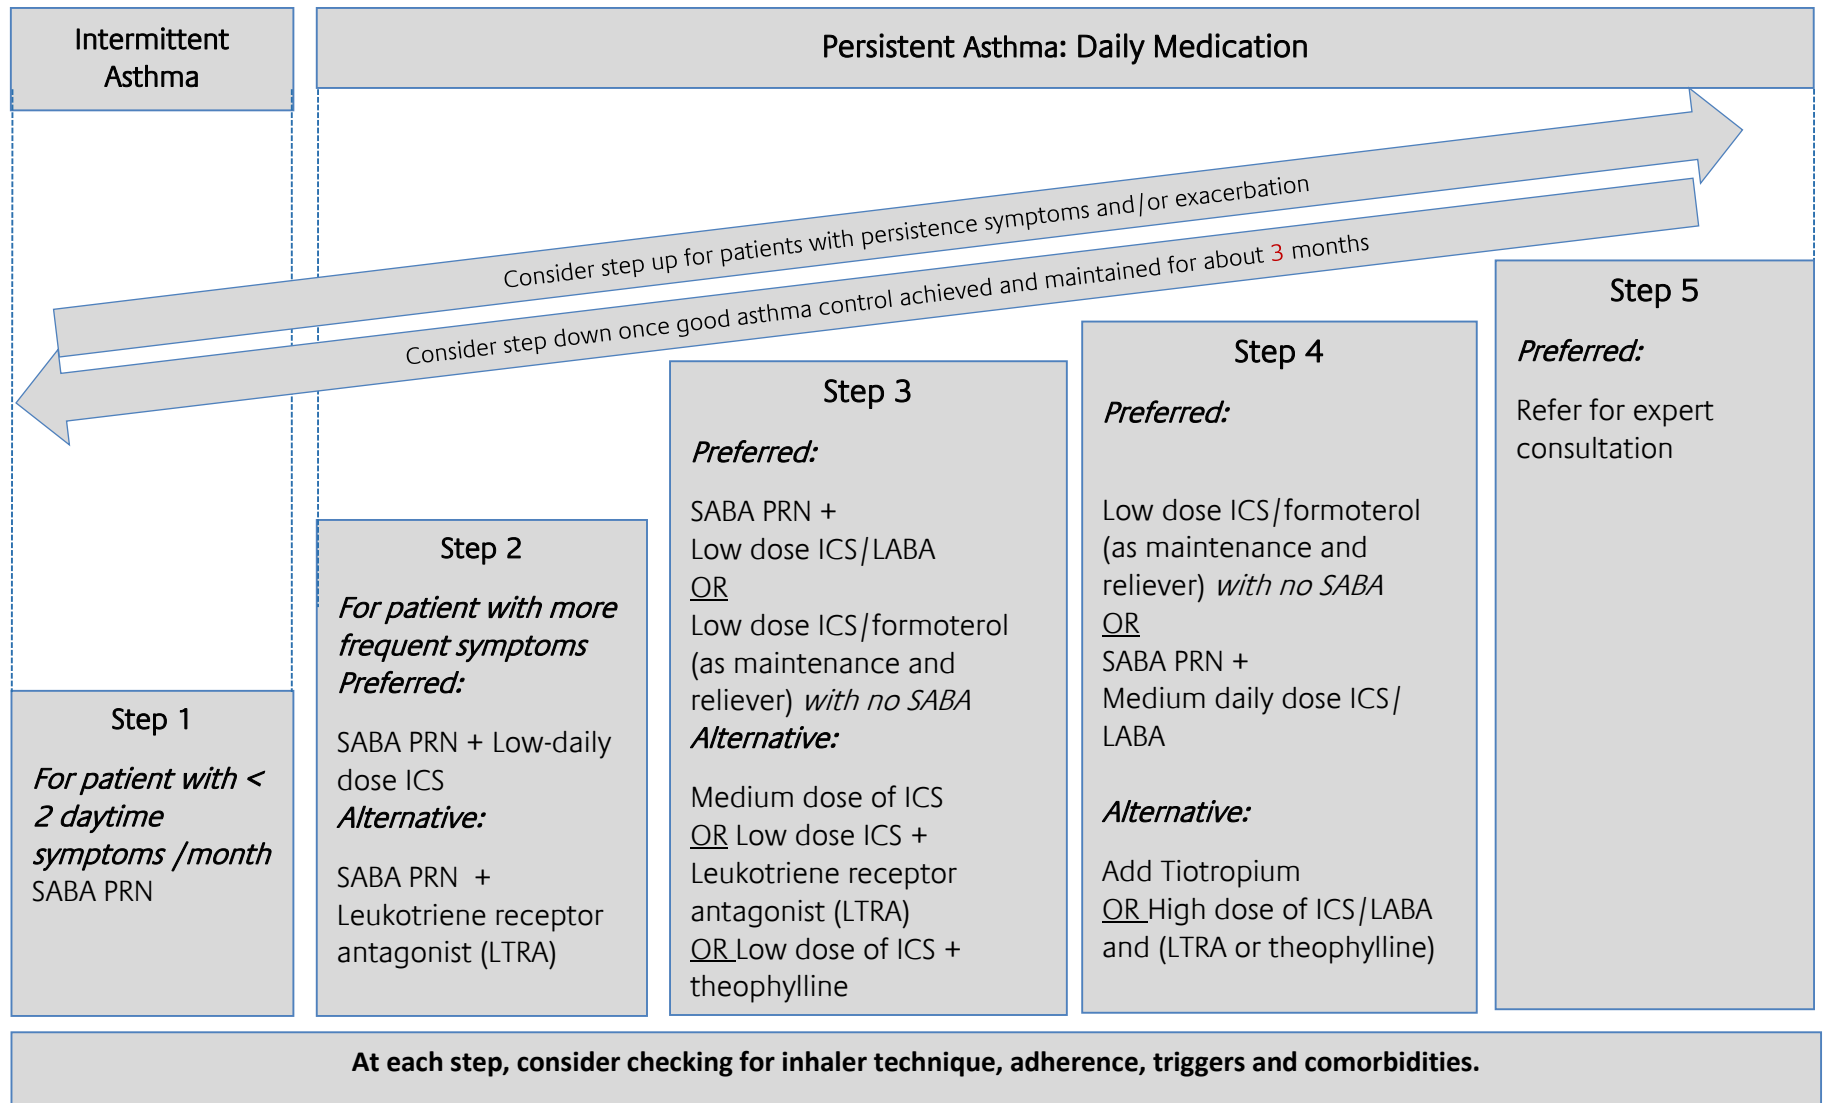 Intermittent
Asthma
Persistent Asthma: Daily Medication
Consider step up for patients with persistence symptoms and/or exacerbation
Consider step down once good asthma control achieved and maintained for about 3 months
Step 1
For patient with <
2 daytime
symptoms /month
SABA PRN
Step 2
For patient with more
frequent symptoms
Preferred:
SABA PRN + Low-daily
dose ICS
Alternative:
SABA PRN +
Leukotriene receptor
antagonist (LTRA)
Step 3
Preferred:
SABA PRN +
Low dose ICS/LABA
OR
Low dose ICS/formoterol
(as maintenance and
reliever) with no SABA
Alternative:
Medium dose of ICS
OR Low dose ICS +
Leukotriene receptor
antagonist (LTRA)
OR Low dose of ICS +
theophylline
Step 4
Preferred:
Low dose ICS/formoterol
(as maintenance and
reliever) with no SABA
OR
SABA PRN +
Medium daily dose ICS/
LABA
Alternative:
Add Tiotropium
OR High dose of ICS/LABA
and (LTRA or theophylline)
Step 5
Preferred:
Refer for expert
consultation
At each step, consider checking for inhaler technique, adherence, triggers and comorbidities.